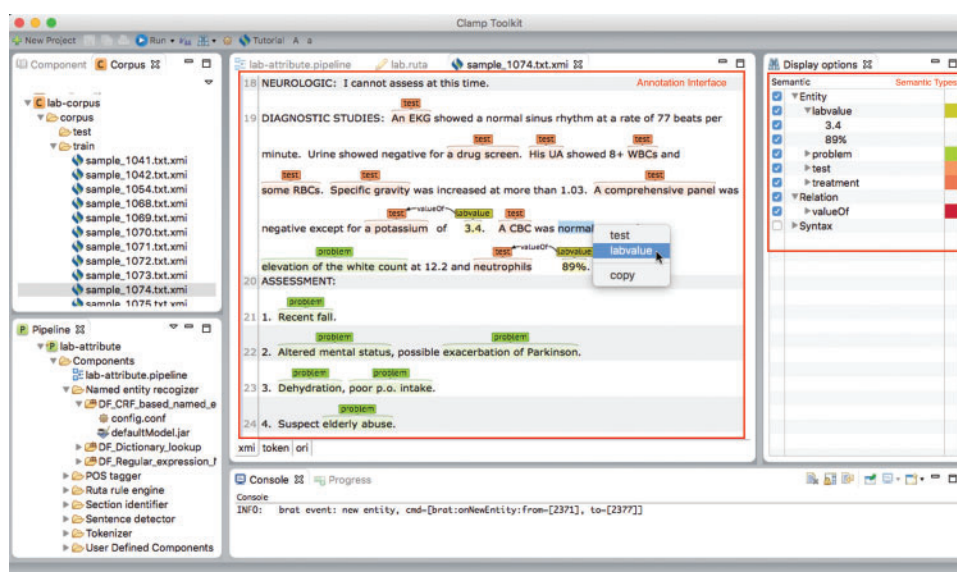 Clamp Toolkit
New Project Run Tutorial A a
Component Corpus
lab-corpus
corpus
test
train
sample_1041.txt.xmi
sample_1042.txt.xmi
sample_1054.txt.xmi
sample_1068.txt.xmi
sample_1069.txt.xmi
sample_1070.txt.xmi
sample_1071.txt.xmi
sample_1072.txt.xmi
sample_1073.txt.xmi
sample_1074.txt.xmi
sample_1075.txt.xmi
Pipeline
lab-attribute
Components
lab-attribute.pipeline
Named entity recogizer
DF_CRF_based_named_e
config.conf
defaultModel.jar
DF_Dictionary_lookup
DF_Regular_expression_
POS tagger
Ruta rule engine
Section identifier
Sentence detector
Tokenizer
User Defined Components
lab-attribute.pipeline lab.ruta sample_1074.txt.xmi
18 NEUROLOGIC: I cannot assess at this time. Annotation Interface
test
19 DIAGNOSTIC STUDIES: An EKG showed a normal sinus rhythm at a rate of 77 beats per
test test test
minute. Urine showed negative for a drug screen. His UA showed 8+ WBCs and
test test test
some RBCs. Specific gravity was increased at more than 1.03. A comprehensive panel was
test valueOf labvalue test
negative except for a potassium of 3.4. A CBC was normal
problem test valueOf labvalue
elevation of the white count at 12.2 and neutrophils 89%.
test
labvalue
copy
20 ASSESSMENT:
problem
21 1. Recent fall.
problem problem
22 2. Altered mental status, possible exacerbation of Parkinson.
problem problem
23 3. Dehydration, poor p.o. intake.
problem
24 4. Suspect elderly abuse.
xmi token ori
Console Progress
Console
INFO: brat event: new entity, cmd=[brat:onNewEntity:from=[2371], to=[2377]]
Display options
Semantic Semantic Types
Entity
labvalue
3.4
89%
problem
test
treatment
Relation
valueOf
Syntax